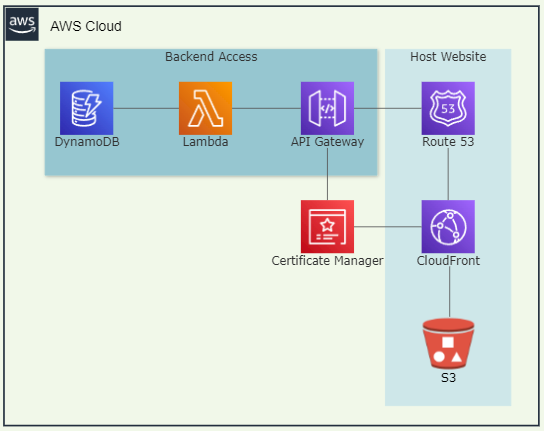 aws
AWS Cloud
Backend Access
Host Website
DynamoDB
Lambda
API Gateway
53
Route 53
Certificate Manager
CloudFront
S3